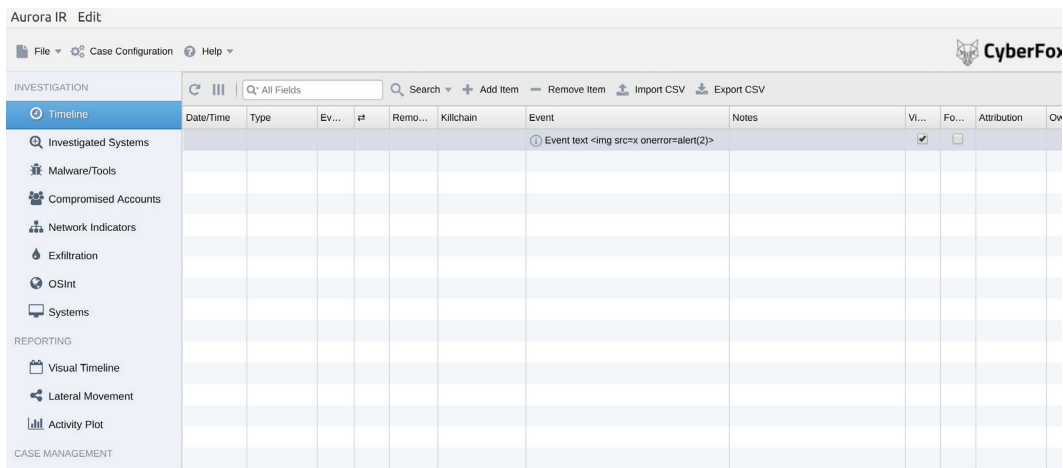 Aurora IR Edit
File Case Configuration Help
CyberFox
INVESTIGATION
All Fields Search Add Item Remove Item Import CSV Export CSV
Timeline
Date/Time Type Ev... Remo... Killchain Event Notes Vi... Fo... Attribution Ow
Event text <img src=x onerror=alert(2)>
Investigated Systems
Malware/Tools
Compromised Accounts
Network Indicators
Exfiltration
OSInt
Systems
REPORTING
Visual Timeline
Lateral Movement
Activity Plot
CASE MANAGEMENT